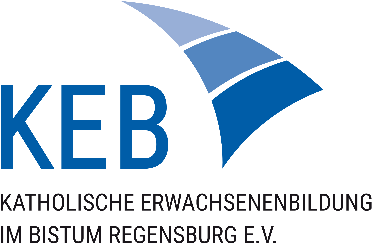 KEB
KATHOLISCHE ERWACHSENENBILDUNG
IM BISTUM REGENSBURG E.V.